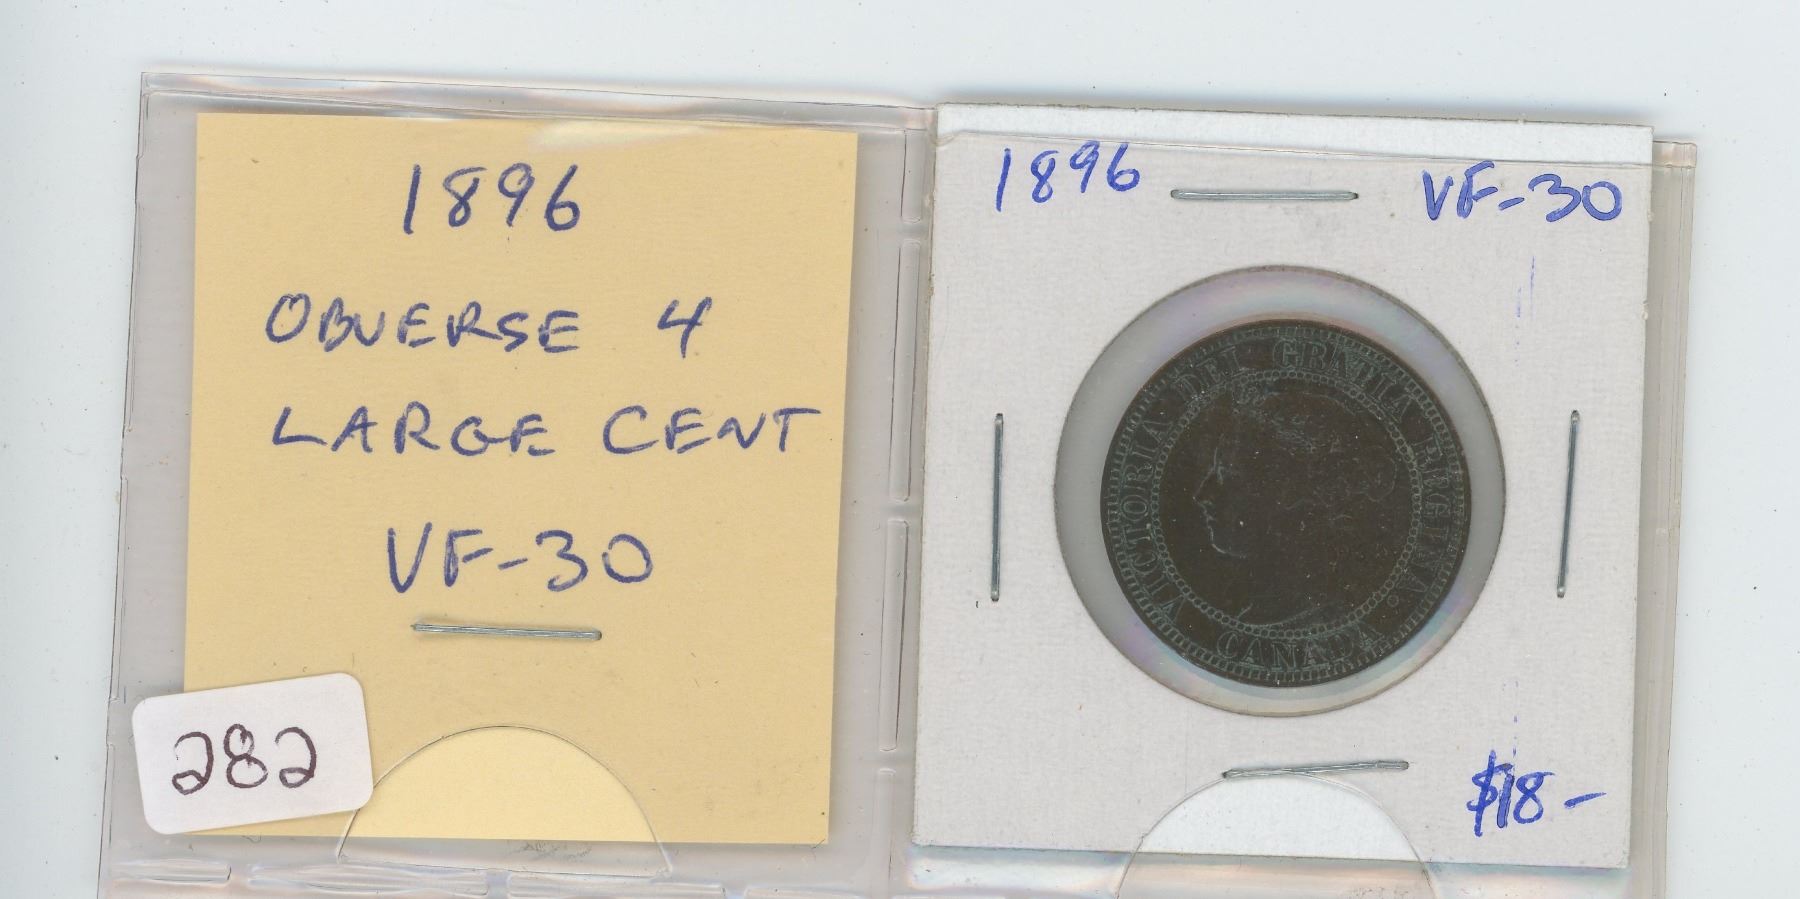 1896
OBVERSE 4
LARGE CENT
VF-30
282
1896 VF-30
VICTORIA DEI GRATIA REGINA.
CANADA
$18-